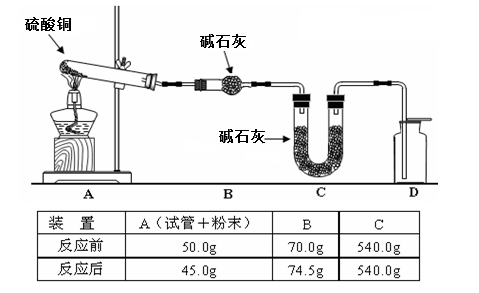 硫酸铜
碱石灰
碱石灰
A B C D
装 置 A（试管＋粉末） B C
反应前 50.0g 70.0g 540.0g
反应后 45.0g 74.5g 540.0g